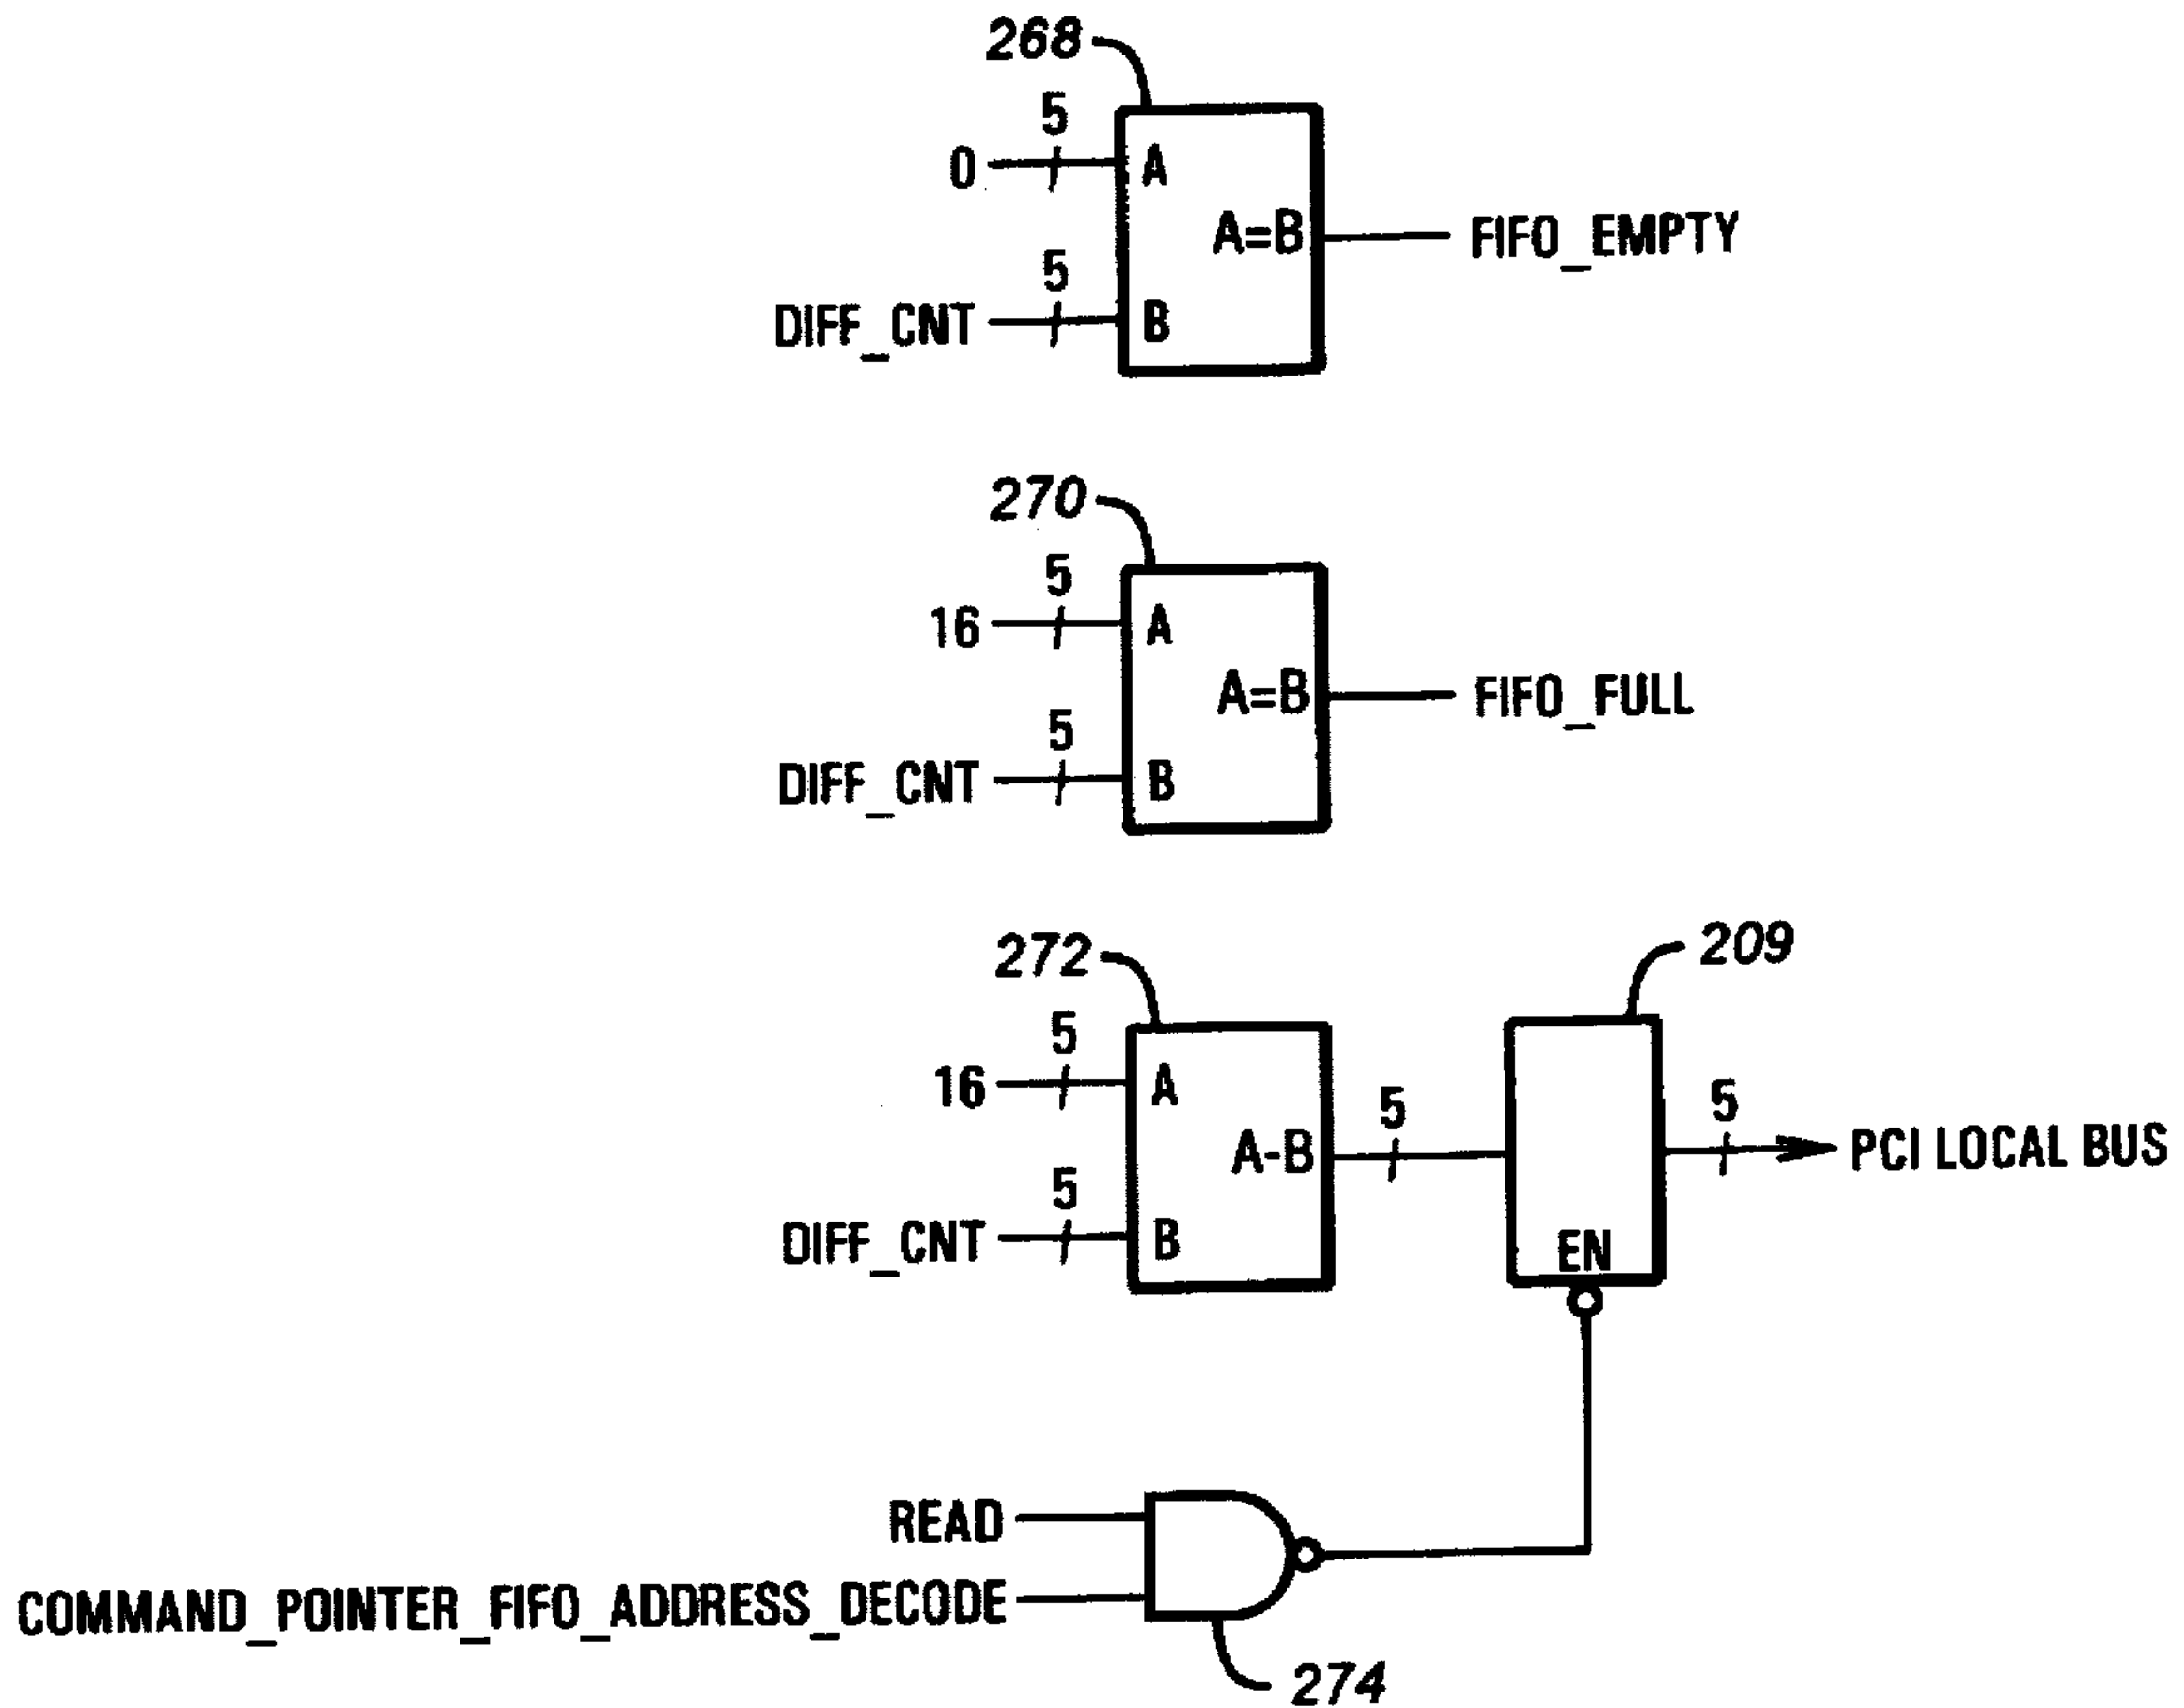 268
5
0
A
A=B
FIFO_EMPTY
5
DIFF_CNT
B
270
5
16
A
A=B
FIFO_FULL
5
DIFF_CNT
B
272
209
5
16
A
A-B
5
5
PCI LOCAL BUS
5
DIFF_CNT
B
EN
READ
COMMAND_POINTER_FIFO_ADDRESS_DECODE
274